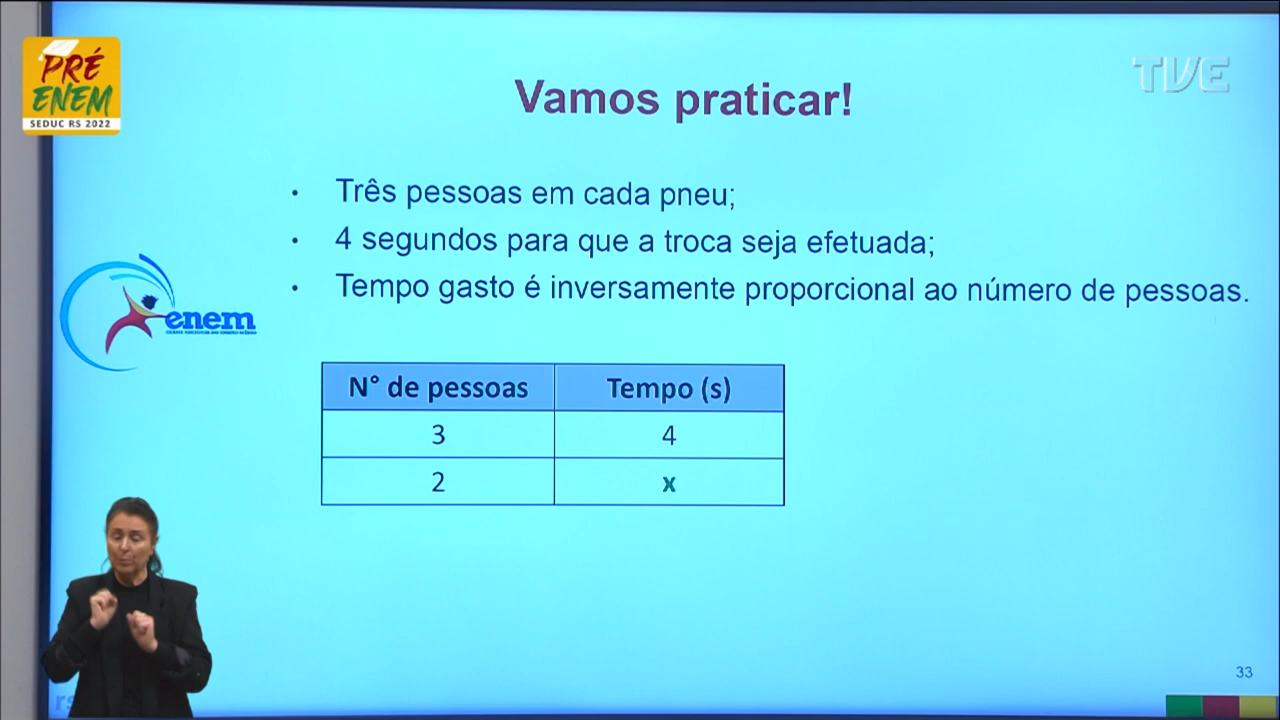 PRÉ
ENEM
SEDUC RS 2022
TVE
Vamos praticar!
• Três pessoas em cada pneu;
• 4 segundos para que a troca seja efetuada;
• Tempo gasto é inversamente proporcional ao número de pessoas.
enem
N° de pessoas Tempo (s)
3 4
2 x
33
rs